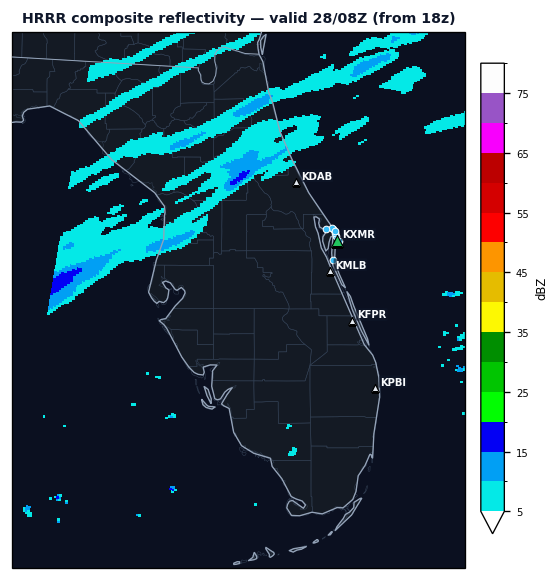 HRRR composite reflectivity — valid 28/08Z (from 18z)
KDAB
KXMR
KMLB
KFPR
KPBI
75
65
55
45
35
25
15
5
dBZ